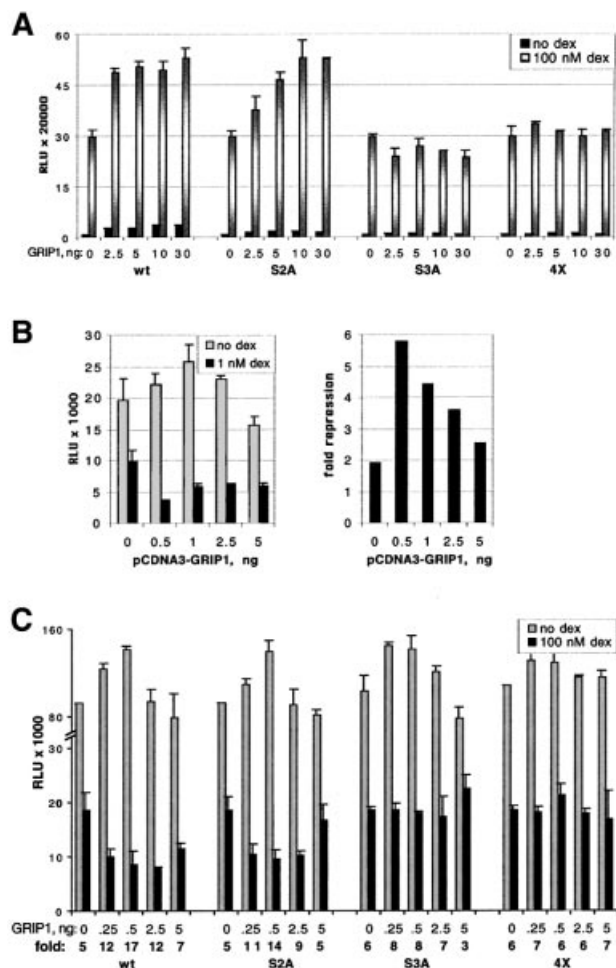 A
no dex
100 nM dex
RLU x 20000
60
45
30
15
0
GRIP1, ng: 0 2.5 5 10 30 0 2.5 5 10 30 0 2.5 5 10 30 0 2.5 5 10 30
wt S2A S3A 4X
B
no dex
1 nM dex
RLU x 1000
30
25
20
15
10
5
0
0 0.5 1 2.5 5
pCDNA3-GRIP1, ng
fold repression
6
5
4
3
2
1
0
0 0.5 1 2.5 5
pCDNA3-GRIP1, ng
C
no dex
100 nM dex
RLU x 1000
160
80
30
20
10
0
GRIP1, ng: 0 .25 .5 2.5 5 0 .25 .5 2.5 5 0 .25 .5 2.5 5 0 .25 .5 2.5 5
fold: 5 12 17 12 7 5 11 14 9 5 6 8 8 7 3 6 7 6 6 7
wt S2A S3A 4X